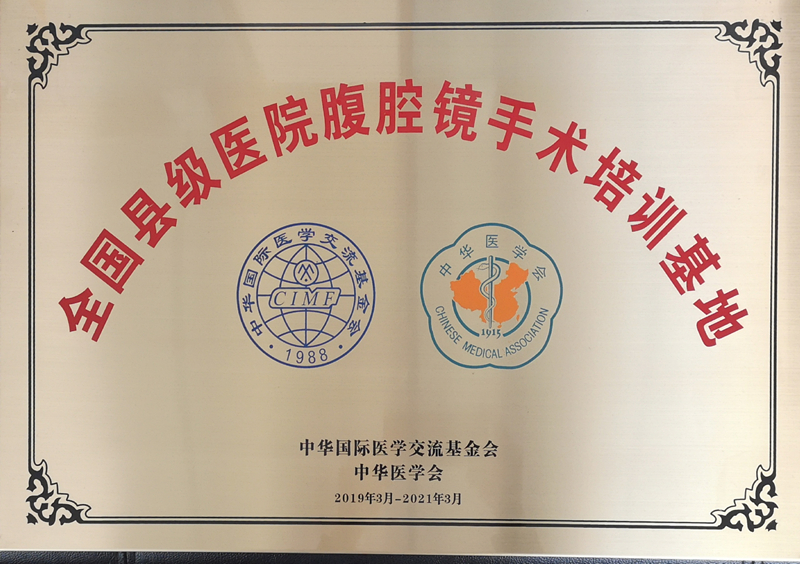 全国县级医院腹腔镜手术培训基地
中华国际医学交流基金会
CIMF
·1988·
中华医学会
1915
CHINESE MEDICAL ASSOCIATION
中华国际医学交流基金会
中华医学会
2019年3月-2021年3月